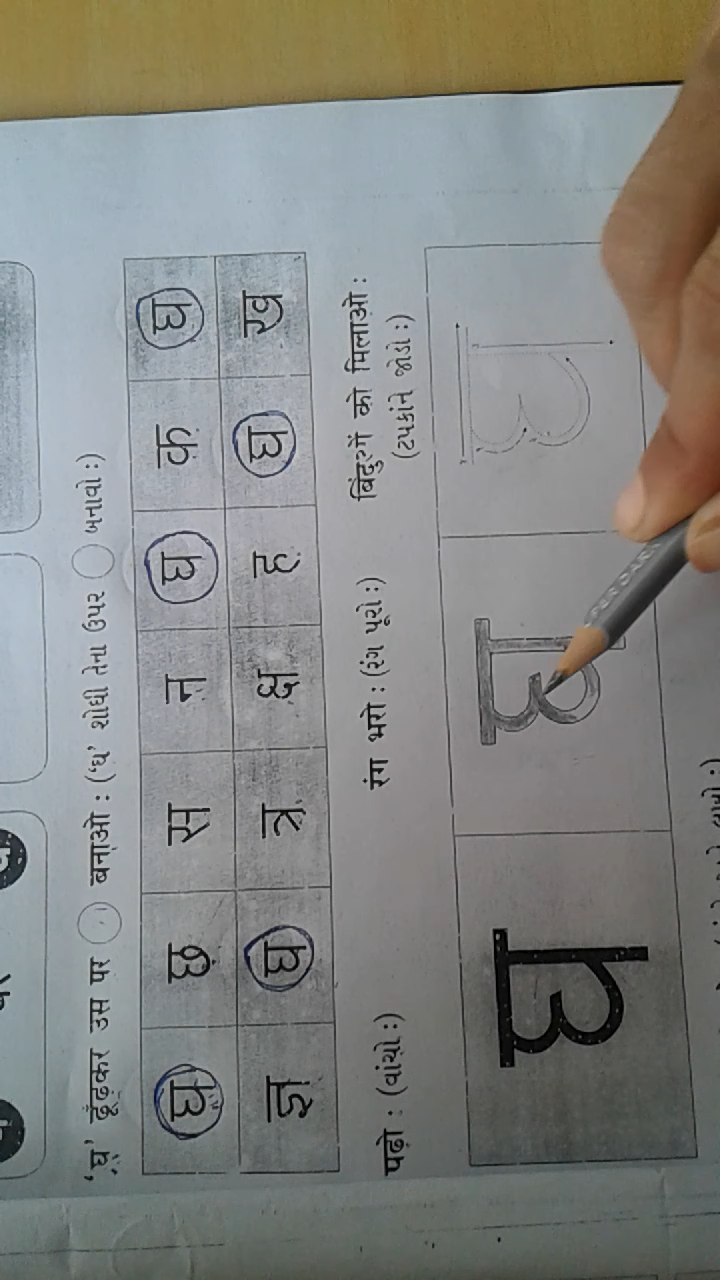 'घ' ढूँढ़कर उस पर ◯ बनाओ : ('ઘ' શોધી તેના ઉપર ◯ બનાવો :)
घ छ स न घ क घ
ज्ञ घ त्र क्ष ह घ ख
पढ़ो : (વાંચો :) रंग भरो : (રંગ પૂરો :) बिंदुओं को मिलाओ :
(ટપકાંને જોડો :)
घ घ घ